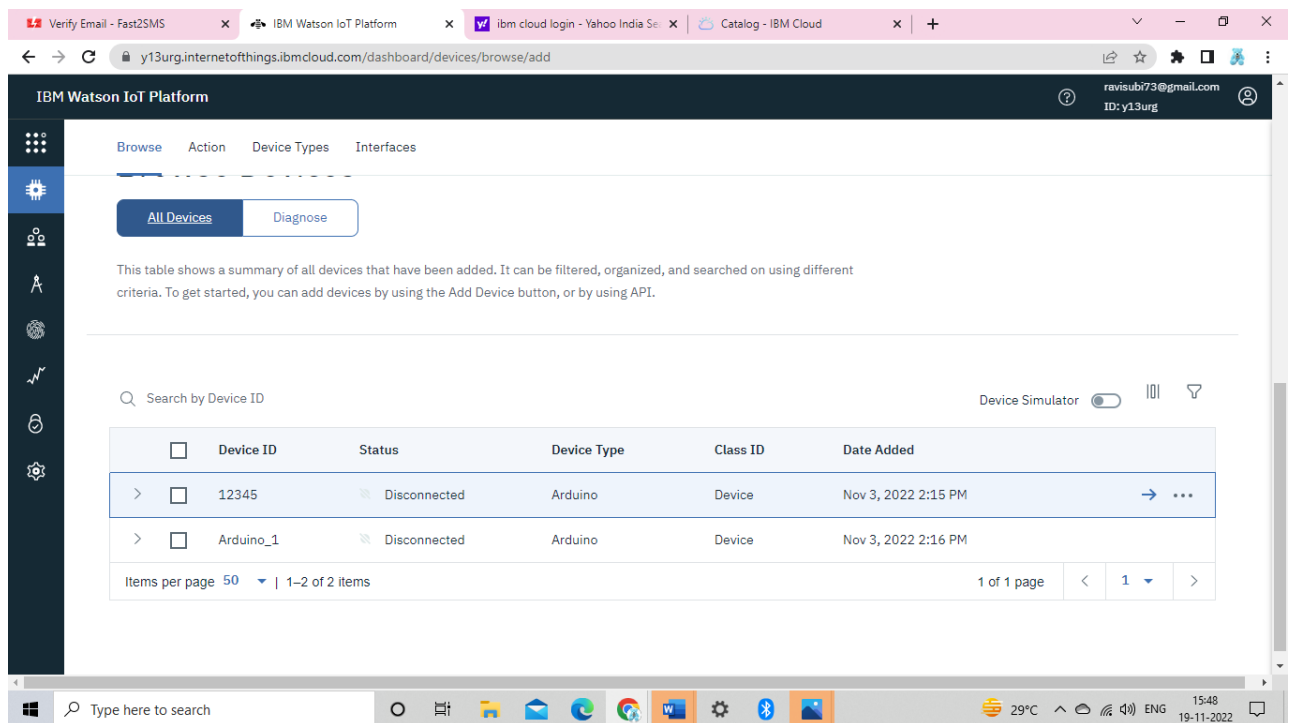 Verify Email - Fast2SMS
IBM Watson IoT Platform
ibm cloud login - Yahoo India Se
Catalog - IBM Cloud
y13urg.internetofthings.ibmcloud.com/dashboard/devices/browse/add
IBM Watson IoT Platform
ravisubi73@gmail.com
ID: y13urg
Browse Action Device Types Interfaces
All Devices Diagnose
This table shows a summary of all devices that have been added. It can be filtered, organized, and searched on using different
criteria. To get started, you can add devices by using the Add Device button, or by using API.
Search by Device ID
Device Simulator
Device ID Status Device Type Class ID Date Added
12345 Disconnected Arduino Device Nov 3, 2022 2:15 PM
Arduino_1 Disconnected Arduino Device Nov 3, 2022 2:16 PM
Items per page 50 | 1–2 of 2 items 1 of 1 page 1
Type here to search
29°C ENG 15:48
19-11-2022